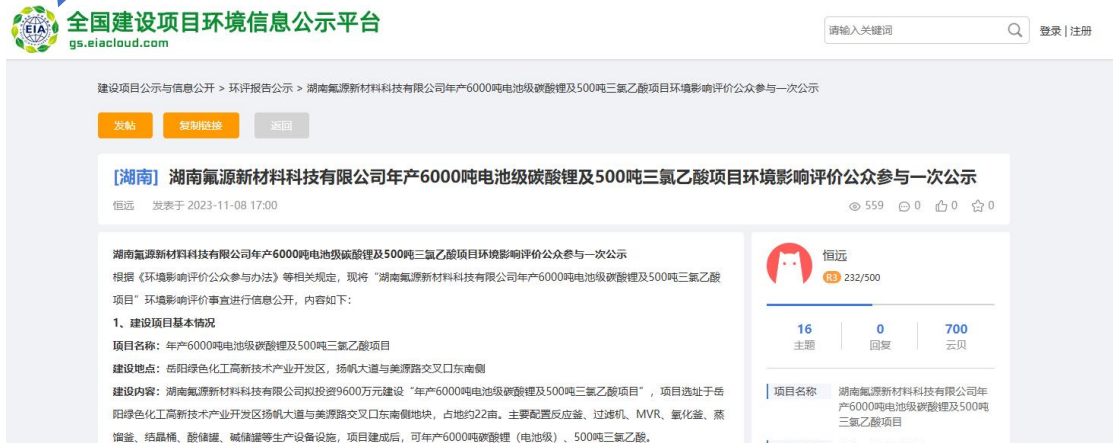 EIA
全国建设项目环境信息公示平台
gs.eiacloud.com
请输入关键词
登录 | 注册
建设项目公示与信息公开 > 环评报告公示 > 湖南氟源新材料科技有限公司年产6000吨电池级碳酸锂及500吨三氯乙酸项目环境影响评价公众参与一次公示
发帖 复制链接 返回
[湖南] 湖南氟源新材料科技有限公司年产6000吨电池级碳酸锂及500吨三氯乙酸项目环境影响评价公众参与一次公示
恒远 发表于 2023-11-08 17:00
559 0 0 0
湖南氟源新材料科技有限公司年产6000吨电池级碳酸锂及500吨三氯乙酸项目环境影响评价公众参与一次公示
根据《环境影响评价公众参与办法》等相关规定，现将“湖南氟源新材料科技有限公司年产6000吨电池级碳酸锂及500吨三氯乙酸
项目”环境影响评价事宜进行信息公开，内容如下：
1、建设项目基本情况
项目名称：年产6000吨电池级碳酸锂及500吨三氯乙酸项目
建设地点：岳阳绿色化工高新技术产业开发区，扬帆大道与美源路交叉口东南侧
建设内容：湖南氟源新材料科技有限公司拟投资9600万元建设“年产6000吨电池级碳酸锂及500吨三氯乙酸项目”，项目选址于岳
阳绿色化工高新技术产业开发区扬帆大道与美源路交叉口东南侧地块，占地约22亩。主要配置反应釜、过滤机、MVR、氯化釜、蒸
馏釜、结晶桶、酸储罐、碱储罐等生产设备设施，项目建成后，可年产6000吨碳酸锂（电池级）、500吨三氯乙酸。
恒远
R3 232/500
16 0 700
主题 回复 云贝
项目名称 湖南氟源新材料科技有限公司年
产6000吨电池级碳酸锂及500吨
三氯乙酸项目